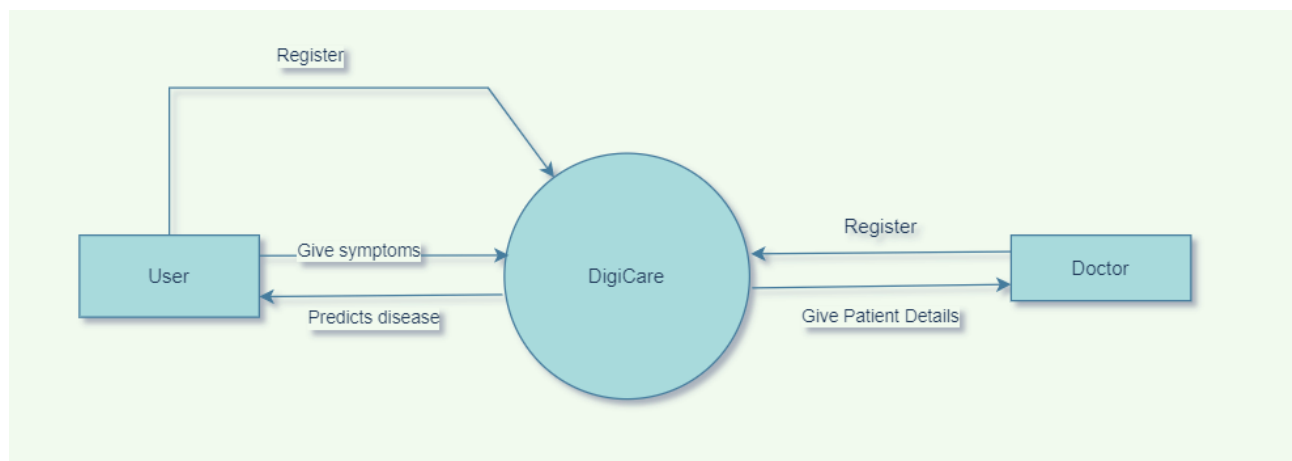 Register
Register
Give symptoms
User
DigiCare
Doctor
Predicts disease
Give Patient Details